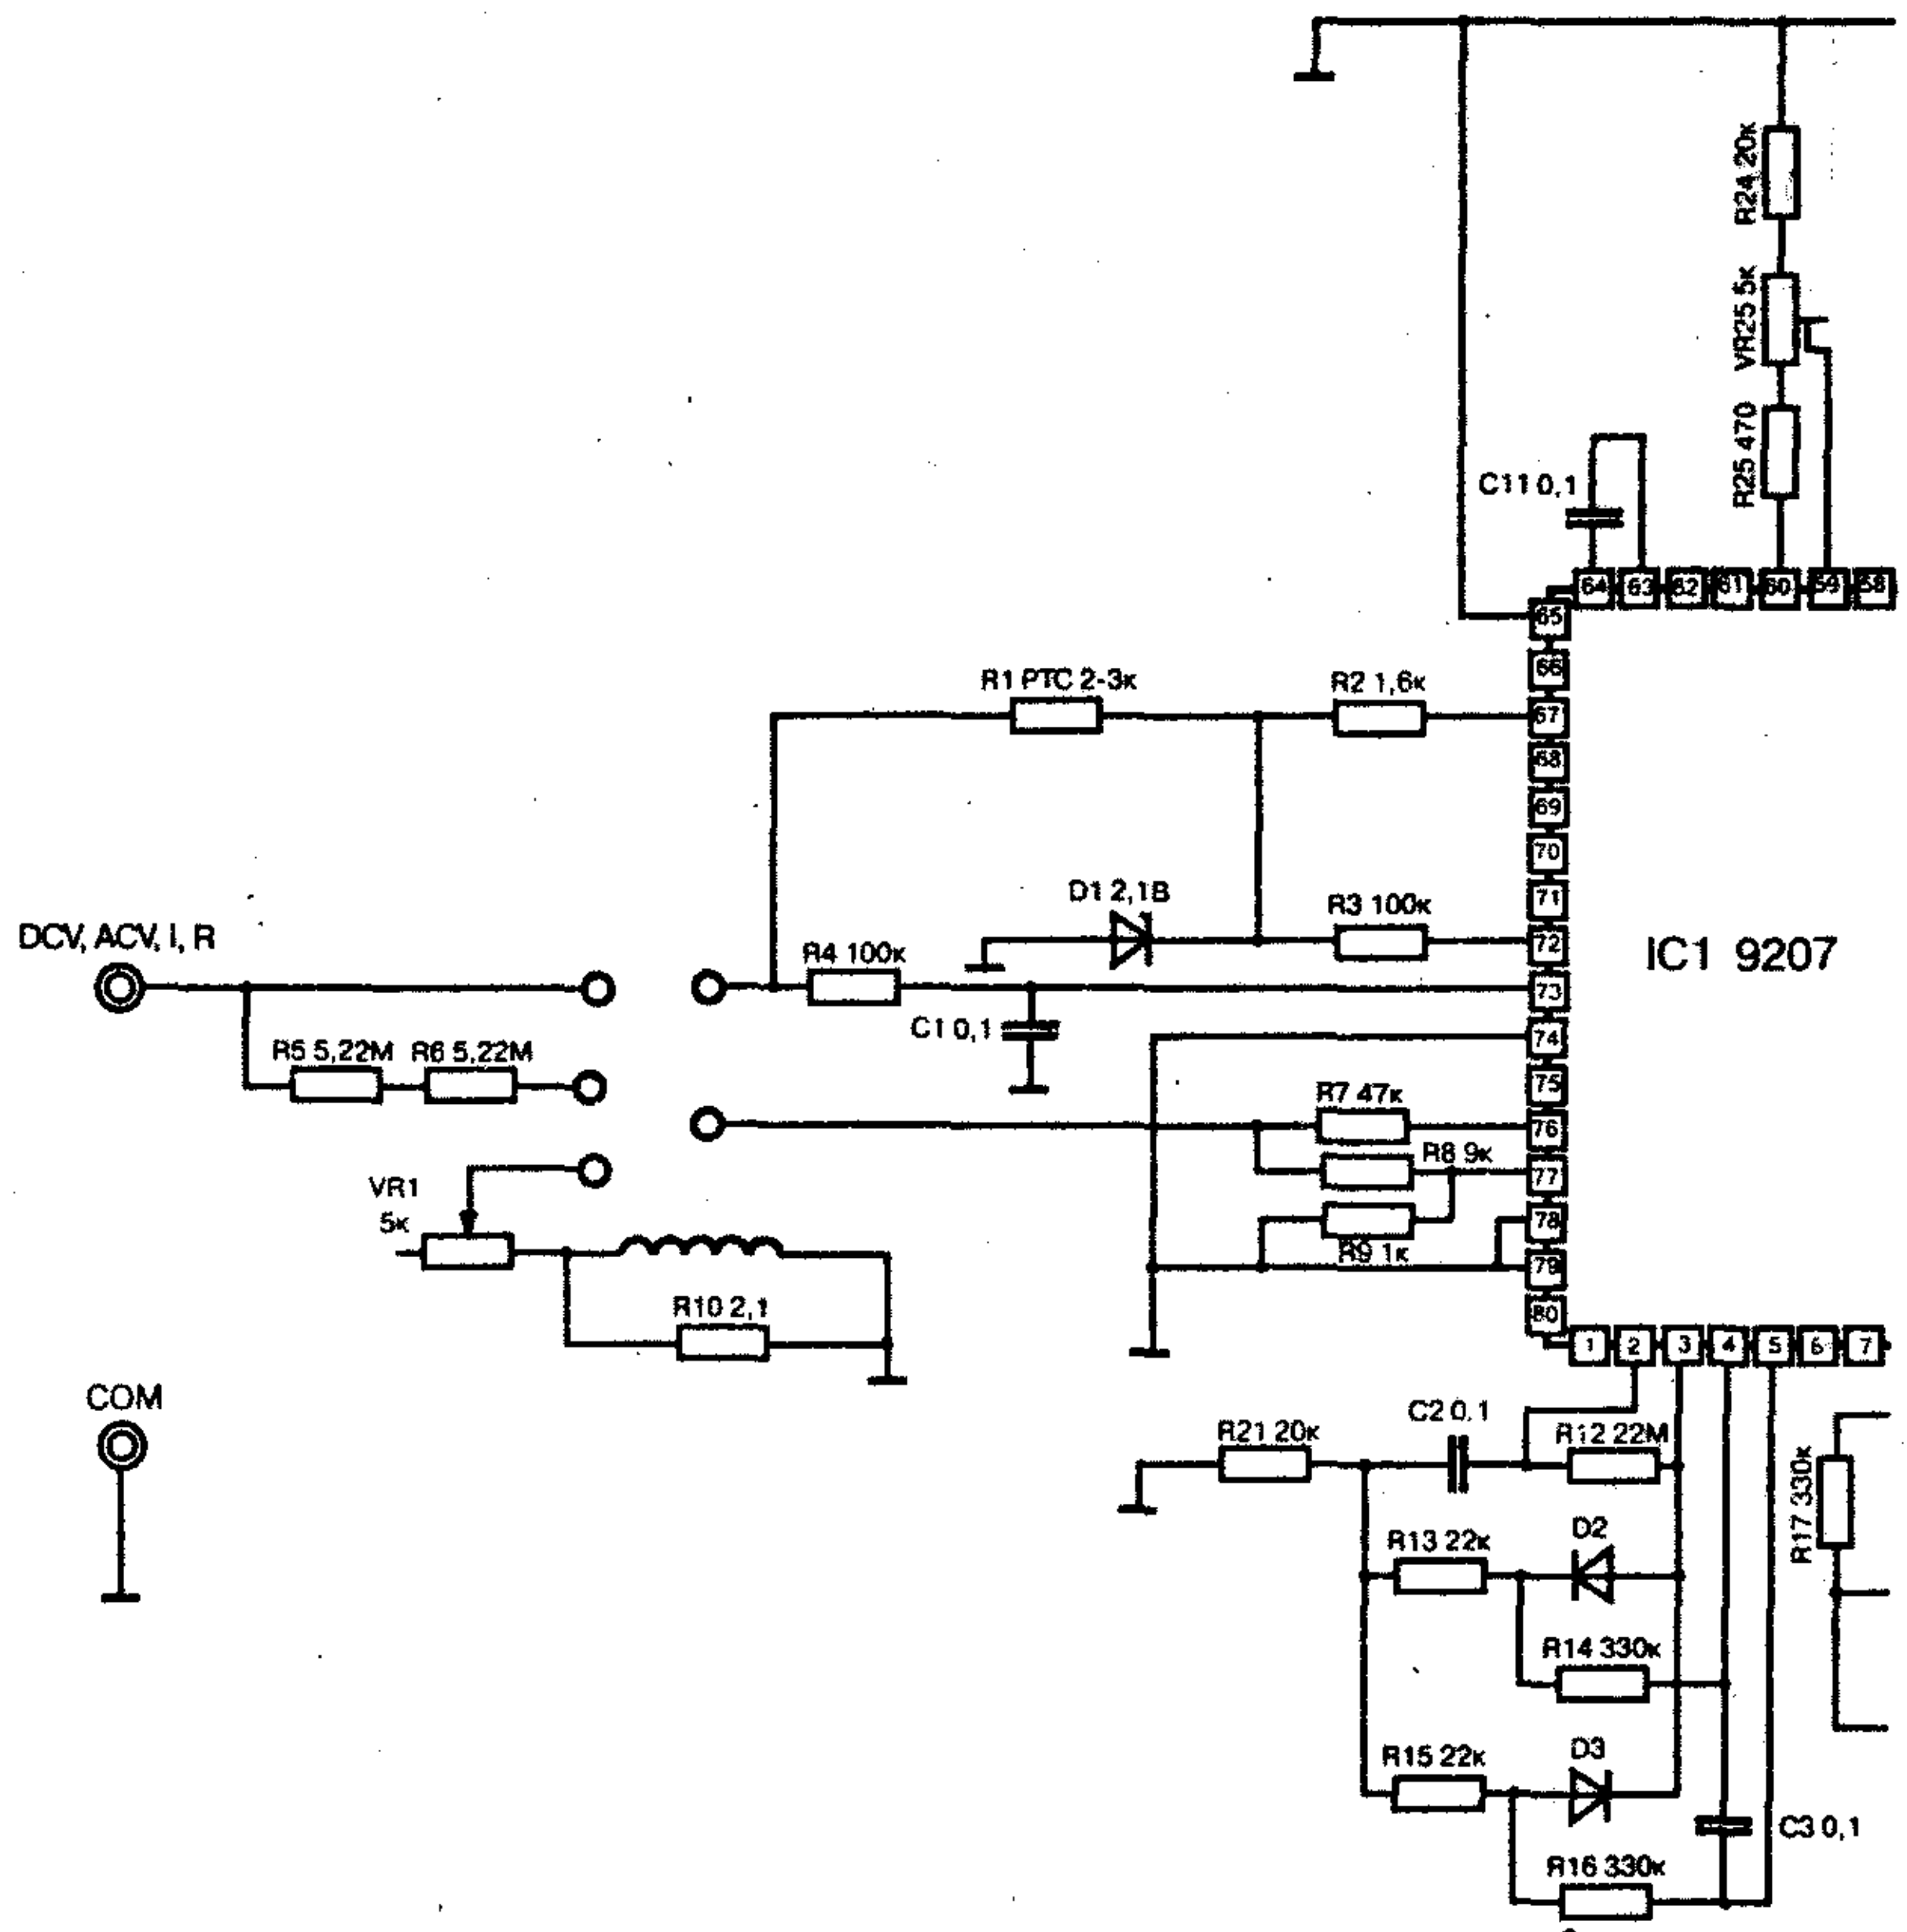 R24 20к
VR25 5к
R25 470
C11 0,1
64 63 62 61 60 59 58
65
66
R1 PTC 2-3к
R2 1,6к
67
68
69
70
71
D1 2,1В
R3 100к
72
DCV, ACV, I, R
R4 100к
IC1 9207
73
C1 0,1
74
R5 5,22М
R6 5,22М
75
R7 47к
76
R8 9к
77
VR1
5к
78
R9 1к
79
R10 2,1
80
1 2 3 4 5 6 7
COM
C2 0,1
R21 20к
R12 22М
R17 330к
D2
R13 22к
R14 330к
D3
R15 22к
C3 0,1
R16 330к